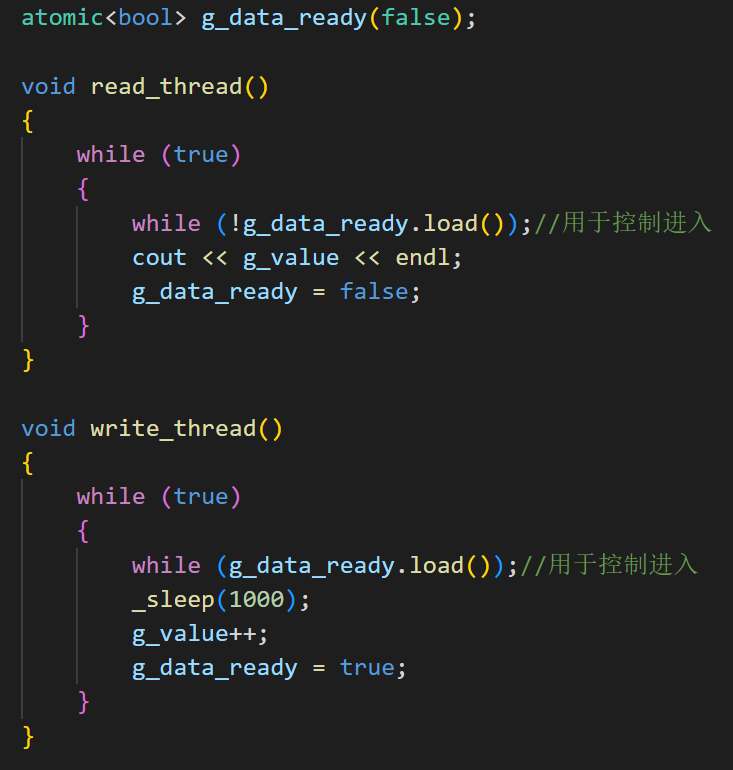 atomic<bool> g_data_ready(false);
void read_thread()
{
while (true)
{
while (!g_data_ready.load());//用于控制进入
cout << g_value << endl;
g_data_ready = false;
}
}
void write_thread()
{
while (true)
{
while (g_data_ready.load());//用于控制进入
_sleep(1000);
g_value++;
g_data_ready = true;
}
}